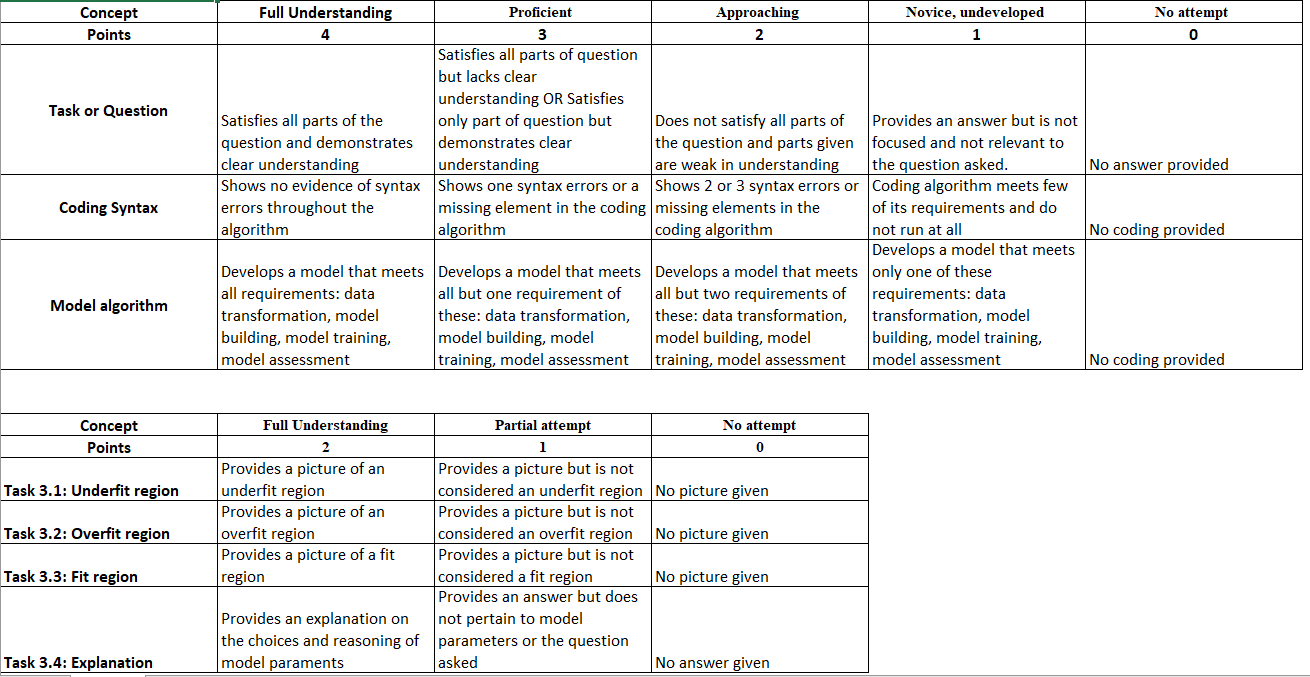 Concept Full Understanding Proficient Approaching Novice, undeveloped No attempt
Points 4 3 2 1 0
Task or Question
Satisfies all parts of the
question and demonstrates
clear understanding
Satisfies all parts of question
but lacks clear
understanding OR Satisfies
only part of question but
demonstrates clear
understanding
Does not satisfy all parts of
the question and parts given
are weak in understanding
Provides an answer but is not
focused and not relevant to
the question asked.
No answer provided
Coding Syntax
Shows no evidence of syntax
errors throughout the
algorithm
Shows one syntax errors or a
missing element in the coding
algorithm
Shows 2 or 3 syntax errors or
missing elements in the
coding algorithm
Coding algorithm meets few
of its requirements and do
not run at all
No coding provided
Model algorithm
Develops a model that meets
all requirements: data
transformation, model
building, model training,
model assessment
Develops a model that meets
all but one requirement of
these: data transformation,
model building, model
training, model assessment
Develops a model that meets
all but two requirements of
these: data transformation,
model building, model
training, model assessment
Develops a model that meets
only one of these
requirements: data
transformation, model
building, model training,
model assessment
No coding provided
Concept Full Understanding Partial attempt No attempt
Points 2 1 0
Task 3.1: Underfit region
Provides a picture of an
underfit region
Provides a picture but is not
considered an underfit region
No picture given
Task 3.2: Overfit region
Provides a picture of an
overfit region
Provides a picture but is not
considered an overfit region
No picture given
Task 3.3: Fit region
Provides a picture of a fit
region
Provides a picture but is not
considered a fit region
No picture given
Task 3.4: Explanation
Provides an explanation on
the choices and reasoning of
model paraments
Provides an answer but does
not pertain to model
parameters or the question
asked
No answer given